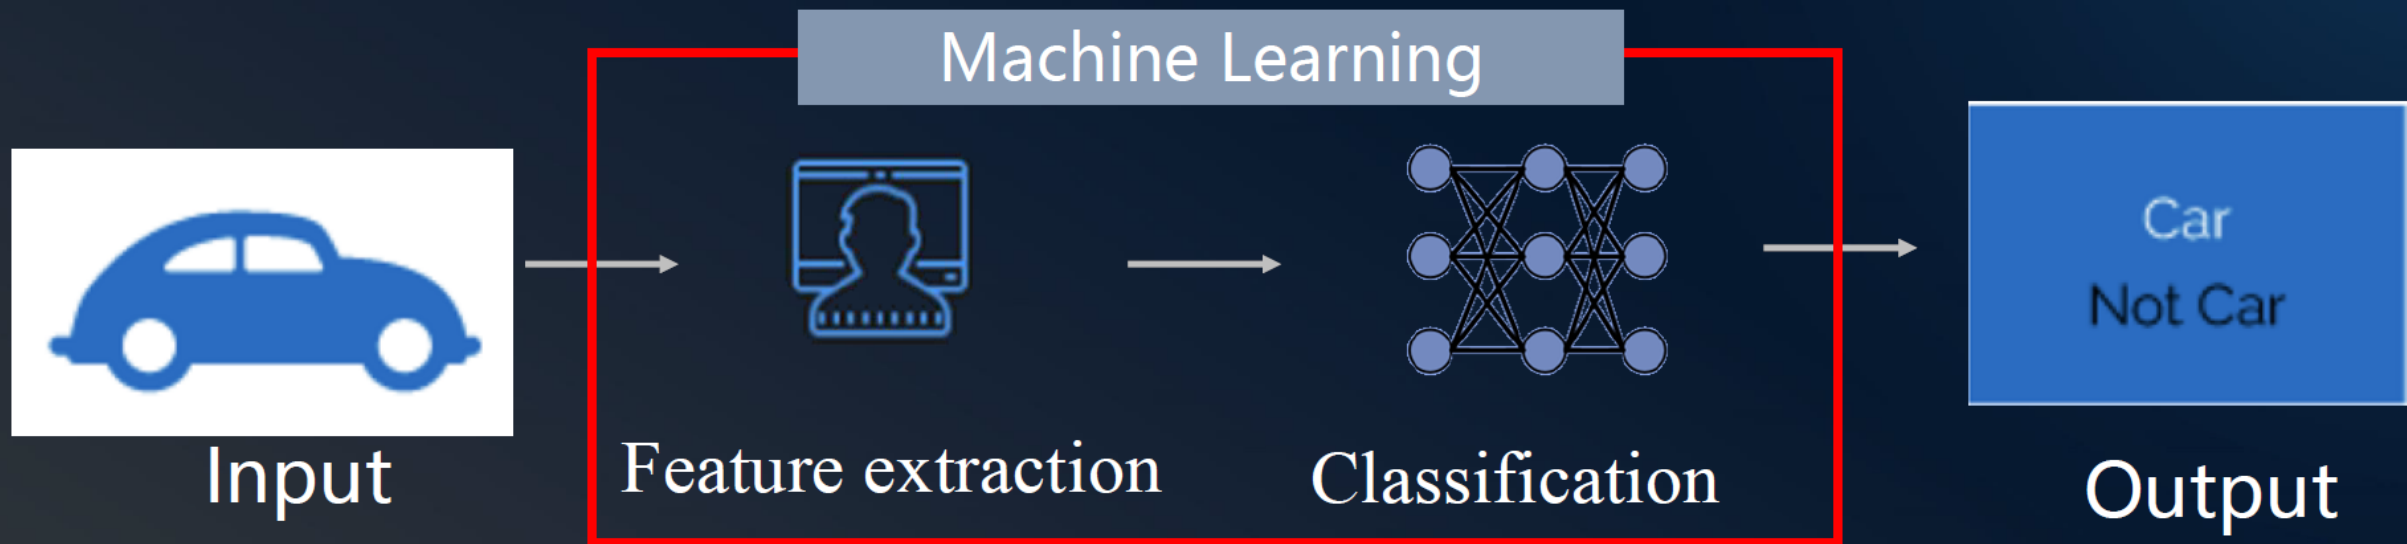 Machine Learning
Car
Not Car
Input
Feature extraction
Classification
Output